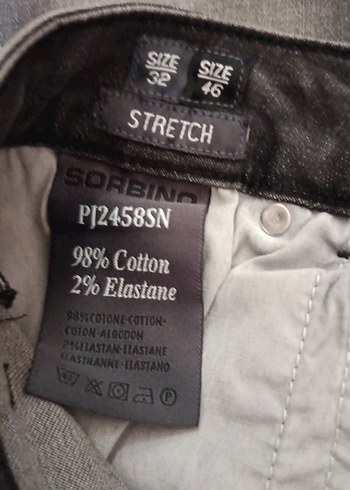 SIZE SIZE
32 46
STRETCH
SORBINO
PJ2458SN
98% Cotton
2% Elastane
98%COTONE-COTTON-
COTON-ALGODON
2%ELASTAN-ELASTANE
ELASTHANNE-ELASTANO